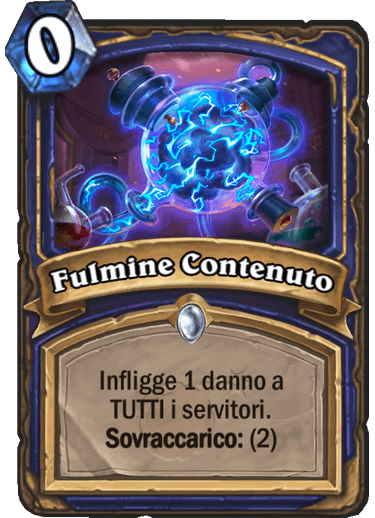 0
Fulmine Contenuto
Infligge 1 danno a
TUTTI i servitori.
Sovraccarico: (2)